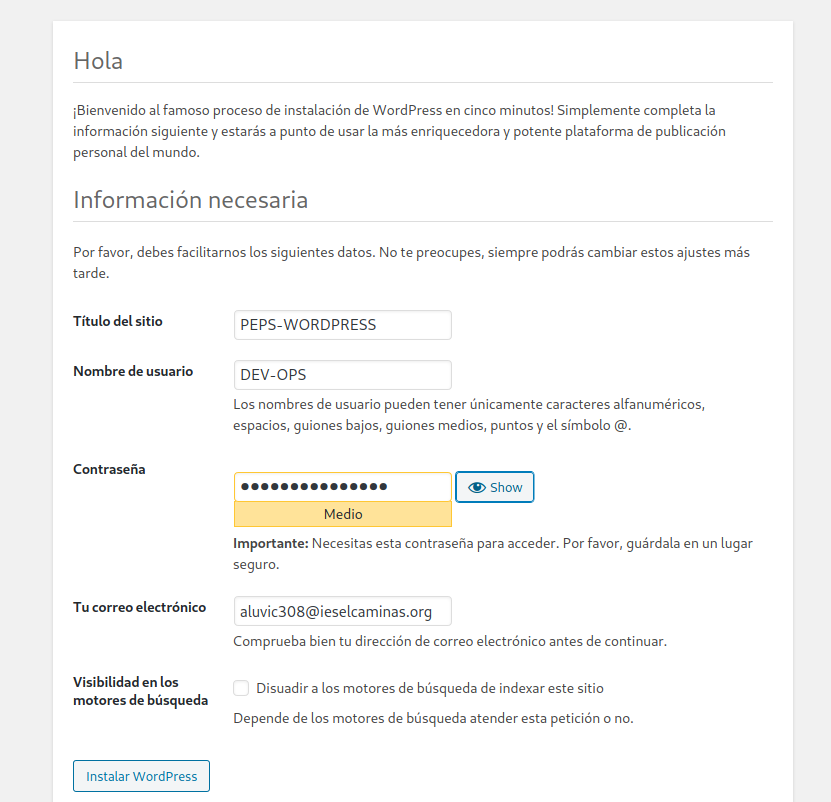 Hola
¡Bienvenido al famoso proceso de instalación de WordPress en cinco minutos! Simplemente completa la
información siguiente y estarás a punto de usar la más enriquecedora y potente plataforma de publicación
personal del mundo.
Información necesaria
Por favor, debes facilitarnos los siguientes datos. No te preocupes, siempre podrás cambiar estos ajustes más
tarde.
Título del sitio
PEPS-WORDPRESS
Nombre de usuario
DEV-OPS
Los nombres de usuario pueden tener únicamente caracteres alfanuméricos,
espacios, guiones bajos, guiones medios, puntos y el símbolo @.
Contraseña
●●●●●●●●●●●●●●●
Show
Medio
Importante: Necesitas esta contraseña para acceder. Por favor, guárdala en un lugar
seguro.
Tu correo electrónico
aluvic308@ieselcaminas.org
Comprueba bien tu dirección de correo electrónico antes de continuar.
Visibilidad en los
motores de búsqueda
Disuadir a los motores de búsqueda de indexar este sitio
Depende de los motores de búsqueda atender esta petición o no.
Instalar WordPress